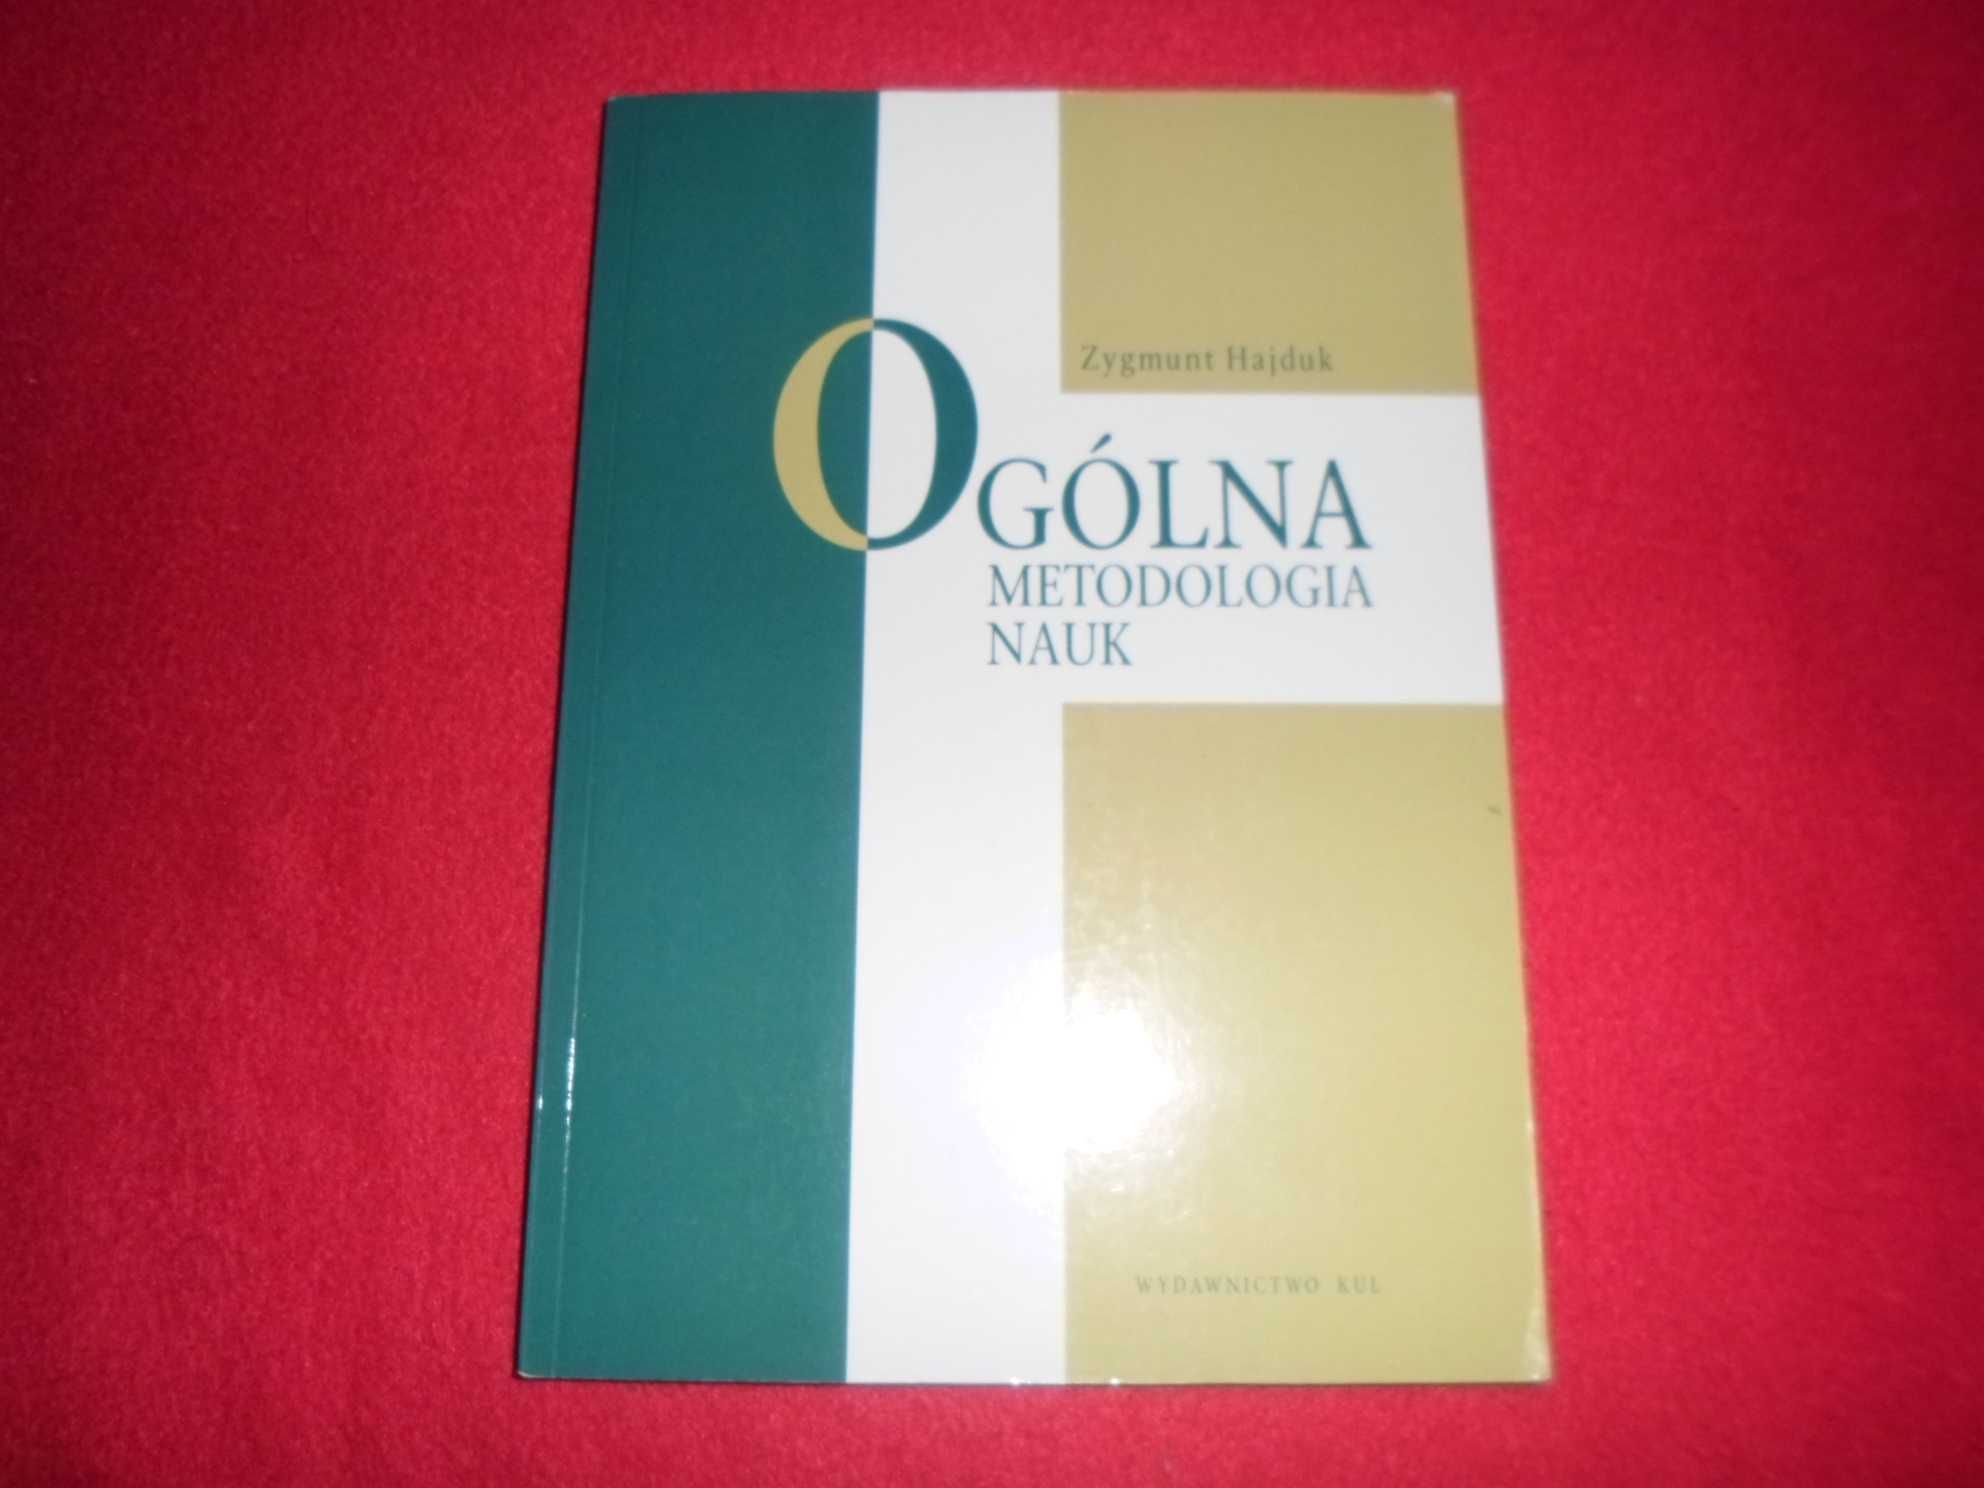 Zygmunt Hajduk
OGÓLNA
METODOLOGIA
NAUK
WYDAWNICTWO KUL